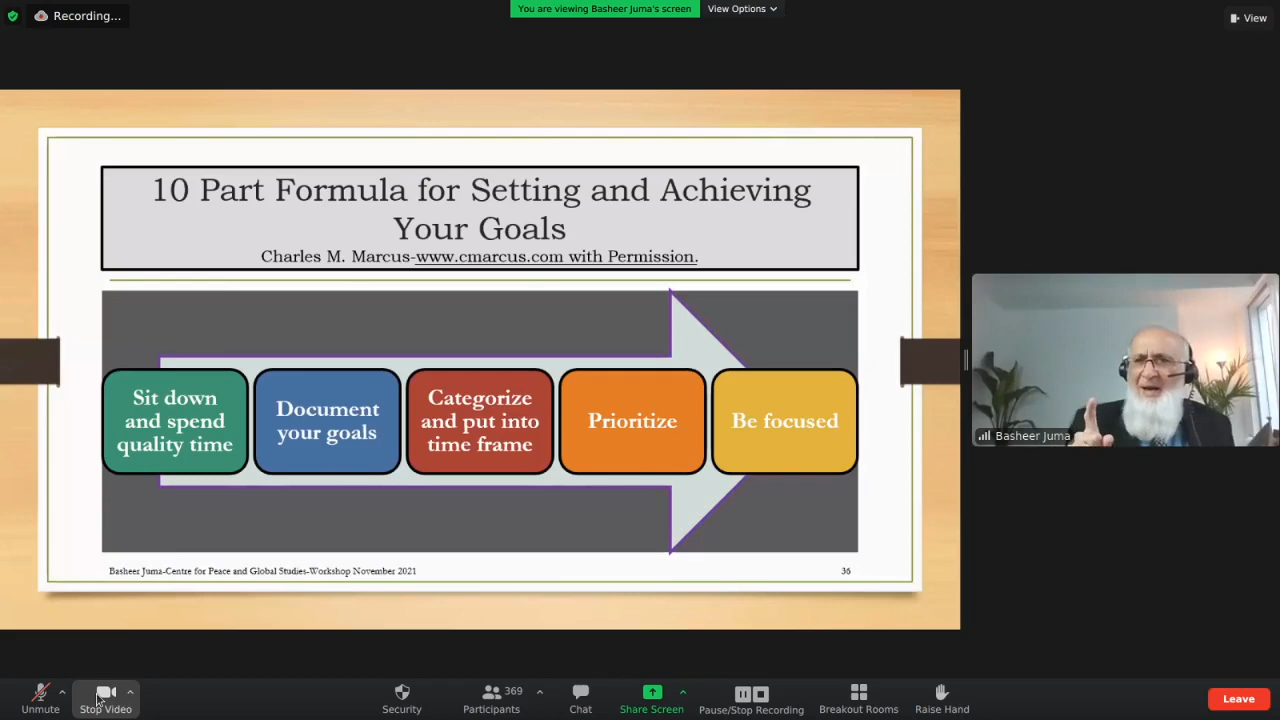 Recording...
You are viewing Basheer Juma's screen
View Options
View
10 Part Formula for Setting and Achieving
Your Goals
Charles M. Marcus-www.cmarcus.com with Permission.
Sit down
and spend
quality time
Document
your goals
Categorize
and put into
time frame
Prioritize
Be focused
Basheer Juma-Centre for Peace and Global Studies-Workshop November 2021
36
Basheer Juma
Unmute
Stop Video
Security
Participants
369
Chat
Share Screen
Pause/Stop Recording
Breakout Rooms
Raise Hand
Leave